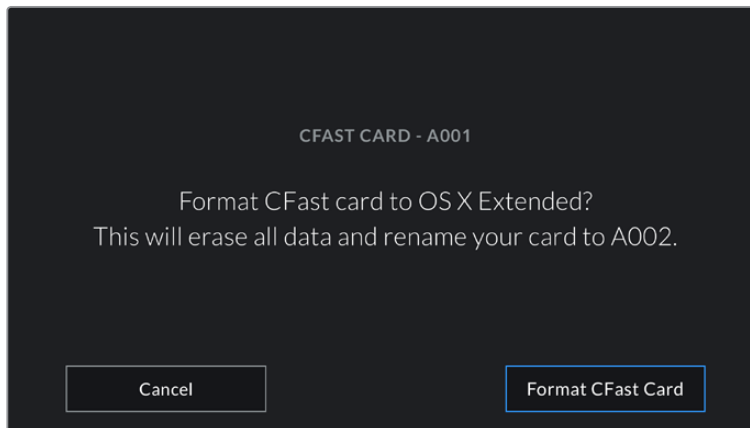 CFAST CARD - A001
Format CFast card to OS X Extended?
This will erase all data and rename your card to A002.
Cancel
Format CFast Card